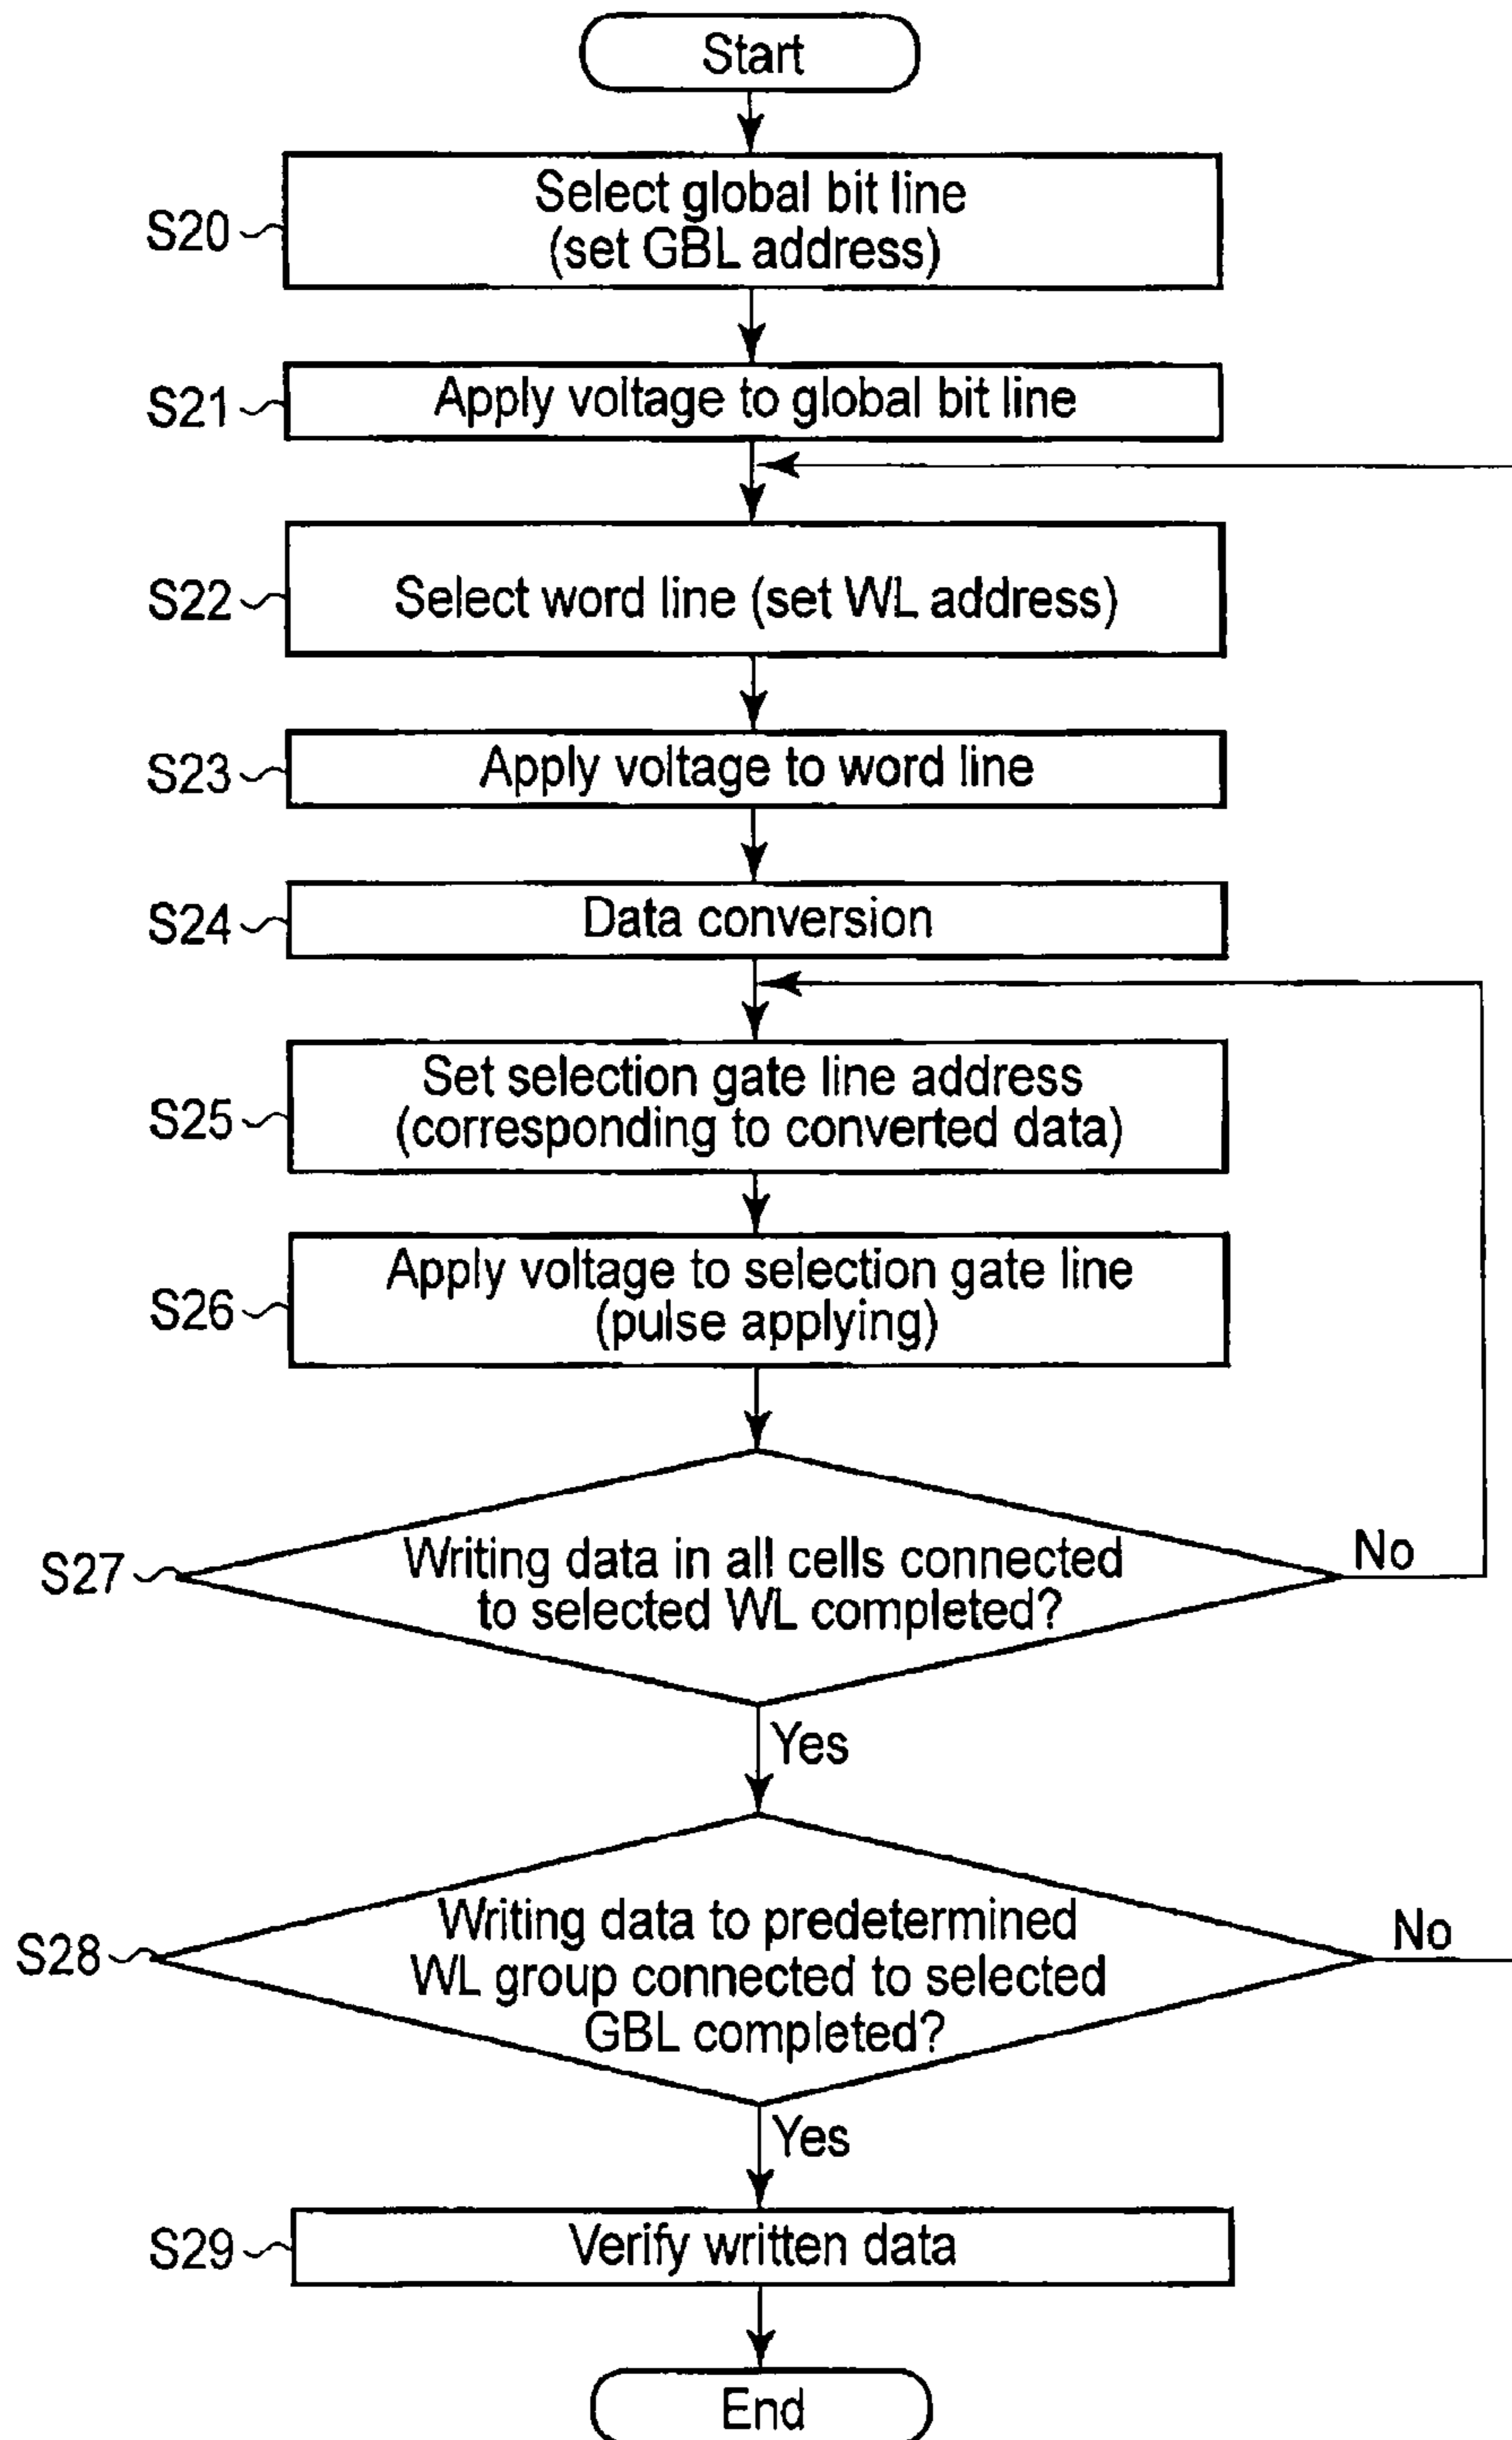 Start
S20
Select global bit line
(set GBL address)
S21
Apply voltage to global bit line
S22
Select word line (set WL address)
S23
Apply voltage to word line
S24
Data conversion
S25
Set selection gate line address
(corresponding to converted data)
S26
Apply voltage to selection gate line
(pulse applying)
S27
Writing data in all cells connected
to selected WL completed?
No
Yes
S28
Writing data to predetermined
WL group connected to selected
GBL completed?
No
Yes
S29
Verify written data
End